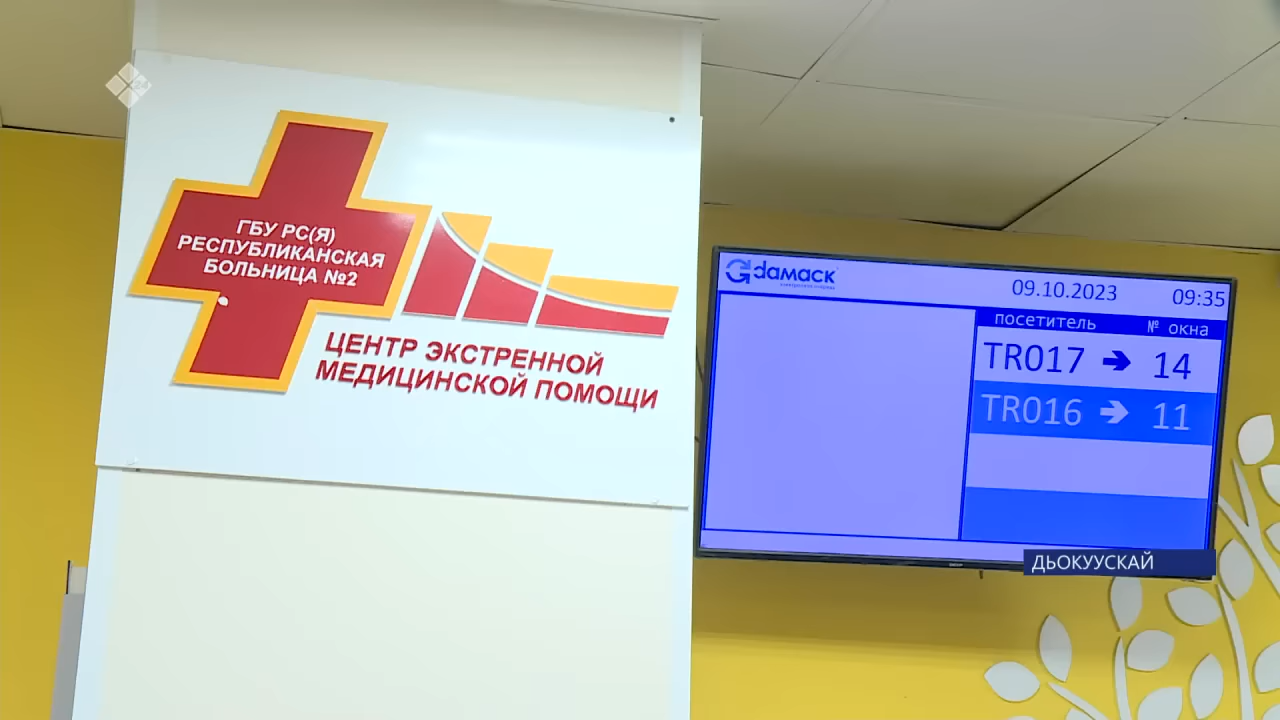 ГБУ РС(Я)
РЕСПУБЛИКАНСКАЯ
БОЛЬНИЦА №2
ЦЕНТР ЭКСТРЕННОЙ
МЕДИЦИНСКОЙ ПОМОЩИ
дамаск
09.10.2023 09:35
посетитель № окна
TR017 → 14
TR016 → 11
ДЬОКУУСКАЙ